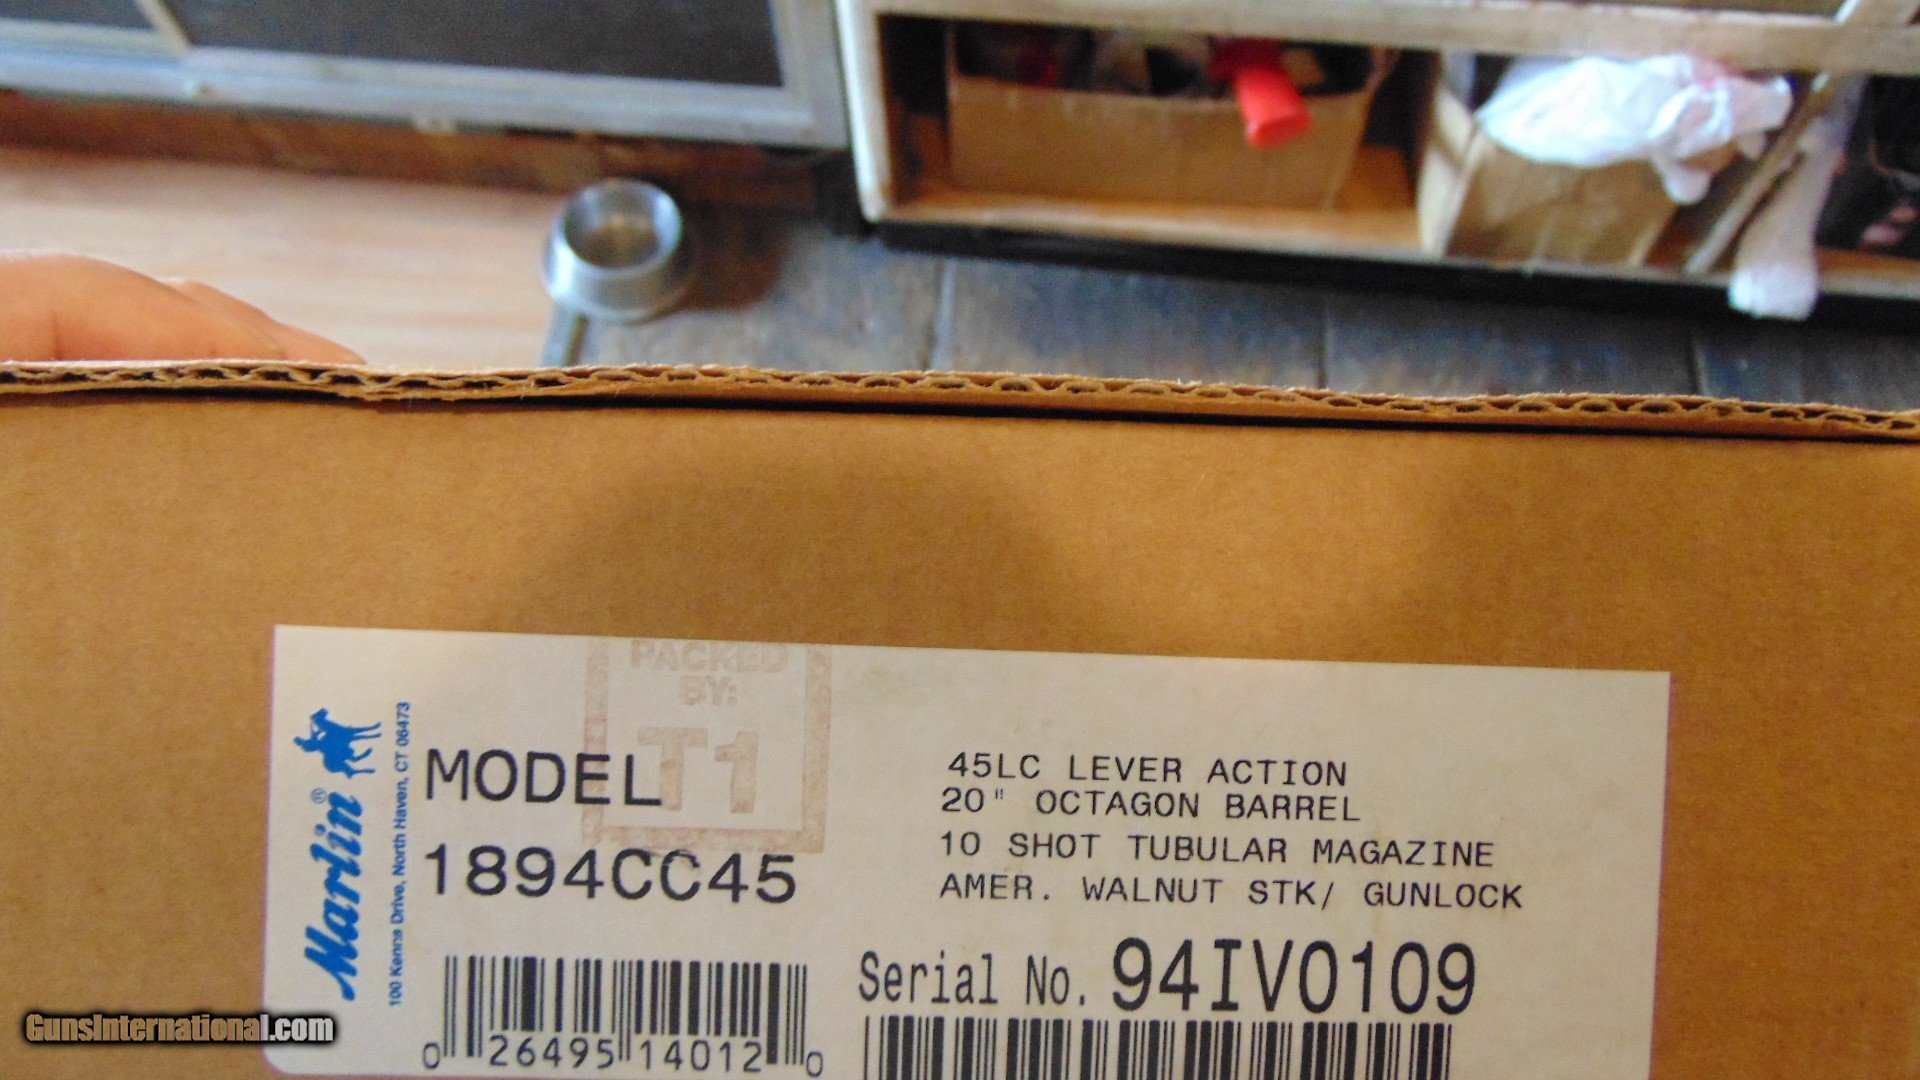 PACKED
BY:
T1
Marlin®
100 Kenna Drive, North Haven, CT 06473
MODEL
1894CC45
45LC LEVER ACTION
20" OCTAGON BARREL
10 SHOT TUBULAR MAGAZINE
AMER. WALNUT STK/ GUNLOCK
Serial No. 94IV0109
0 26495 14012 0
GunsInternational.com